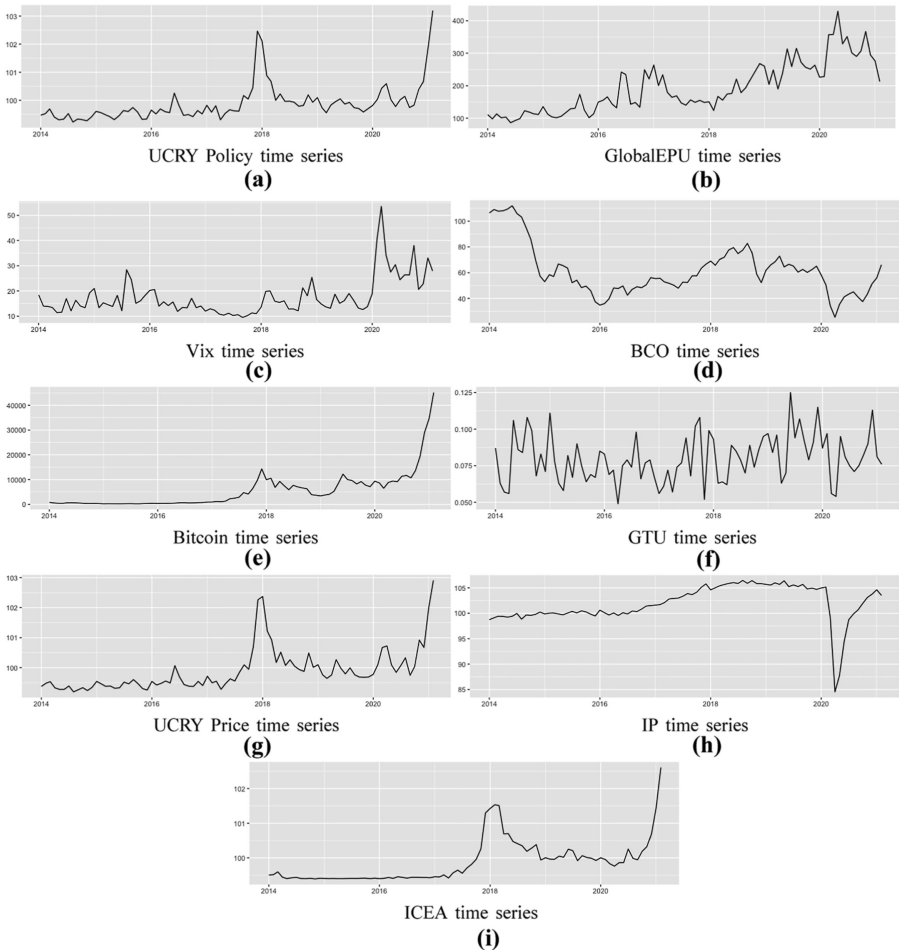 103
102
101
100
2014 2016 2018 2020
UCRY Policy time series
(a)
400
300
200
100
2014 2016 2018 2020
GlobalEPU time series
(b)
50
40
30
20
10
2014 2016 2018 2020
Vix time series
(c)
100
80
60
40
2014 2016 2018 2020
BCO time series
(d)
40000
30000
20000
10000
0
2014 2016 2018 2020
Bitcoin time series
(e)
0.125
0.100
0.075
0.050
2014 2016 2018 2020
GTU time series
(f)
103
102
101
100
2014 2016 2018 2020
UCRY Price time series
(g)
105
100
95
90
85
2014 2016 2018 2020
IP time series
(h)
102
101
100
2014 2016 2018 2020
ICEA time series
(i)